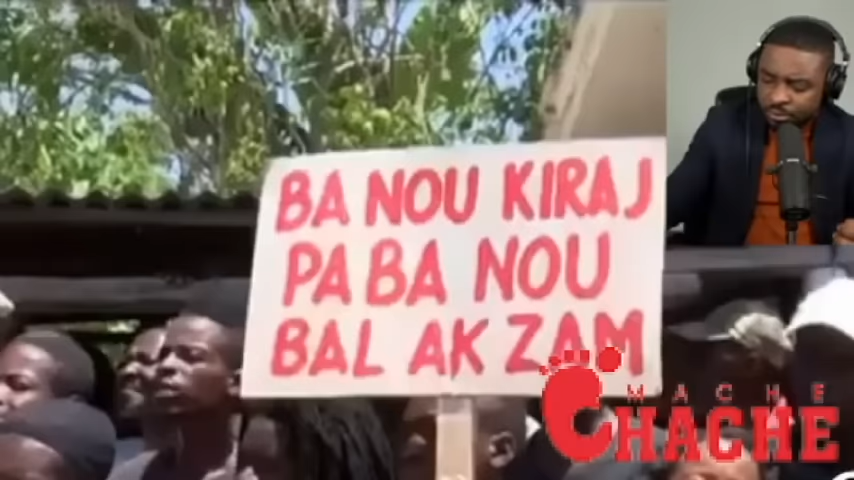 BA NOU KIRAJ
PA BA NOU
BAL AK ZAM
MACHE
CHACHE